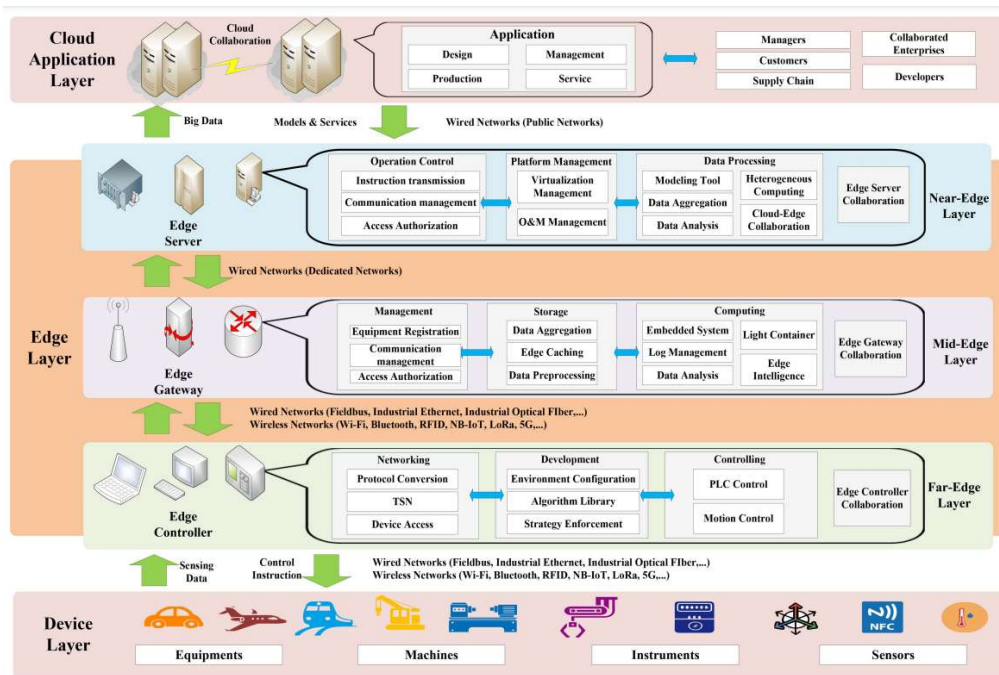 Cloud
Application
Layer
Cloud
Collaboration
Application
Design
Management
Production
Service
Managers
Customers
Supply Chain
Collaborated
Enterprises
Developers
Big Data
Models & Services
Wired Networks (Public Networks)
Edge
Layer
Edge
Server
Operation Control
Instruction transmission
Communication management
Access Authorization
Platform Management
Virtualization
Management
O&M Management
Data Processing
Modeling Tool
Data Aggregation
Data Analysis
Heterogeneous
Computing
Cloud-Edge
Collaboration
Edge Server
Collaboration
Near-Edge
Layer
Wired Networks (Dedicated Networks)
Edge
Gateway
Management
Equipment Registration
Communication
management
Access Authorization
Storage
Data Aggregation
Edge Caching
Data Preprocessing
Computing
Embedded System
Log Management
Data Analysis
Light Container
Edge
Intelligence
Edge Gateway
Collaboration
Mid-Edge
Layer
Wired Networks (Fieldbus, Industrial Ethernet, Industrial Optical FIber,...)
Wireless Networks (Wi-Fi, Bluetooth, RFID, NB-IoT, LoRa, 5G,...)
Edge
Controller
Networking
Protocol Conversion
TSN
Device Access
Development
Environment Configuration
Algorithm Library
Strategy Enforcement
Controlling
PLC Control
Motion Control
Edge Controller
Collaboration
Far-Edge
Layer
Sensing
Data
Control
Instruction
Wired Networks (Fieldbus, Industrial Ethernet, Industrial Optical FIber,...)
Wireless Networks (Wi-Fi, Bluetooth, RFID, NB-IoT, LoRa, 5G,...)
Device
Layer
NFC
Equipments
Machines
Instruments
Sensors